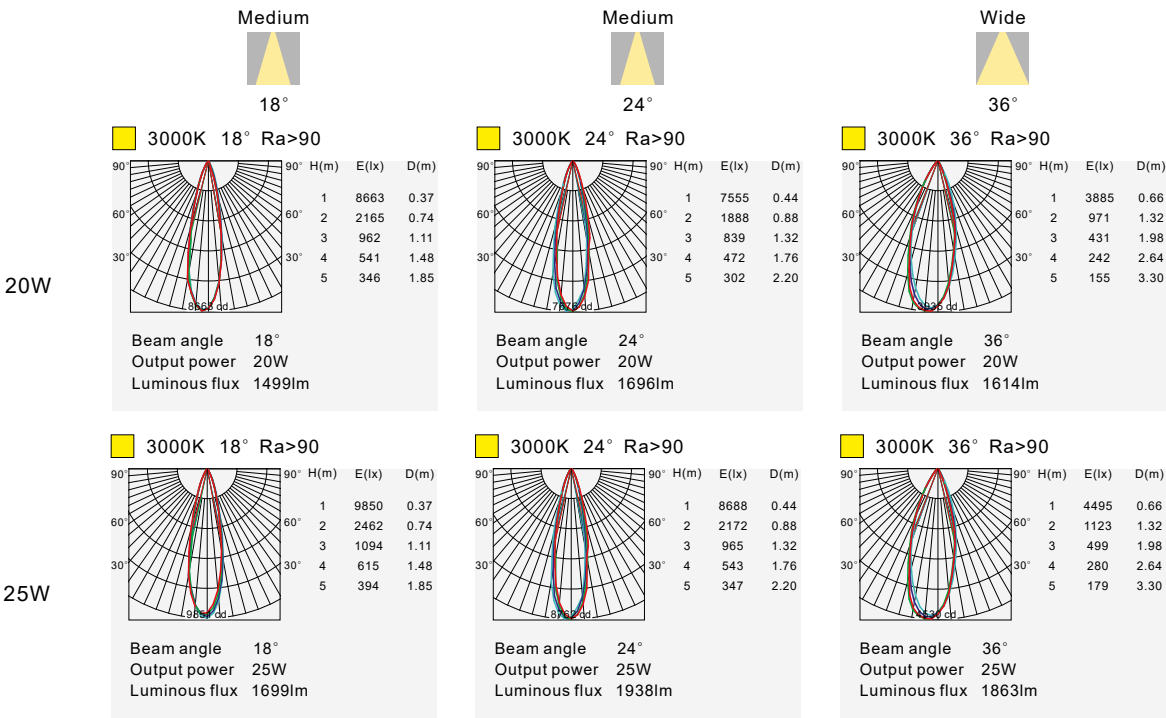 Medium
18°
Medium
24°
Wide
36°
20W
3000K 18° Ra>90
90° 90° H(m) E(lx) D(m)
1 8663 0.37
60° 60° 2 2165 0.74
3 962 1.11
30° 30° 4 541 1.48
5 346 1.85
8663 cd
Beam angle 18°
Output power 20W
Luminous flux 1499lm
3000K 24° Ra>90
90° 90° H(m) E(lx) D(m)
1 7555 0.44
60° 60° 2 1888 0.88
3 839 1.32
30° 30° 4 472 1.76
5 302 2.20
7676 cd
Beam angle 24°
Output power 20W
Luminous flux 1696lm
3000K 36° Ra>90
90° 90° H(m) E(lx) D(m)
1 3885 0.66
60° 60° 2 971 1.32
3 431 1.98
30° 30° 4 242 2.64
5 155 3.30
3935 cd
Beam angle 36°
Output power 20W
Luminous flux 1614lm
25W
3000K 18° Ra>90
90° 90° H(m) E(lx) D(m)
1 9850 0.37
60° 60° 2 2462 0.74
3 1094 1.11
30° 30° 4 615 1.48
5 394 1.85
cd
Beam angle 18°
Output power 25W
Luminous flux 1699lm
3000K 24° Ra>90
90° 90° H(m) E(lx) D(m)
1 8688 0.44
60° 60° 2 2172 0.88
3 965 1.32
30° 30° 4 543 1.76
5 347 2.20
8762 cd
Beam angle 24°
Output power 25W
Luminous flux 1938lm
3000K 36° Ra>90
90° 90° H(m) E(lx) D(m)
1 4495 0.66
60° 60° 2 1123 1.32
3 499 1.98
30° 30° 4 280 2.64
5 179 3.30
4530 cd
Beam angle 36°
Output power 25W
Luminous flux 1863lm